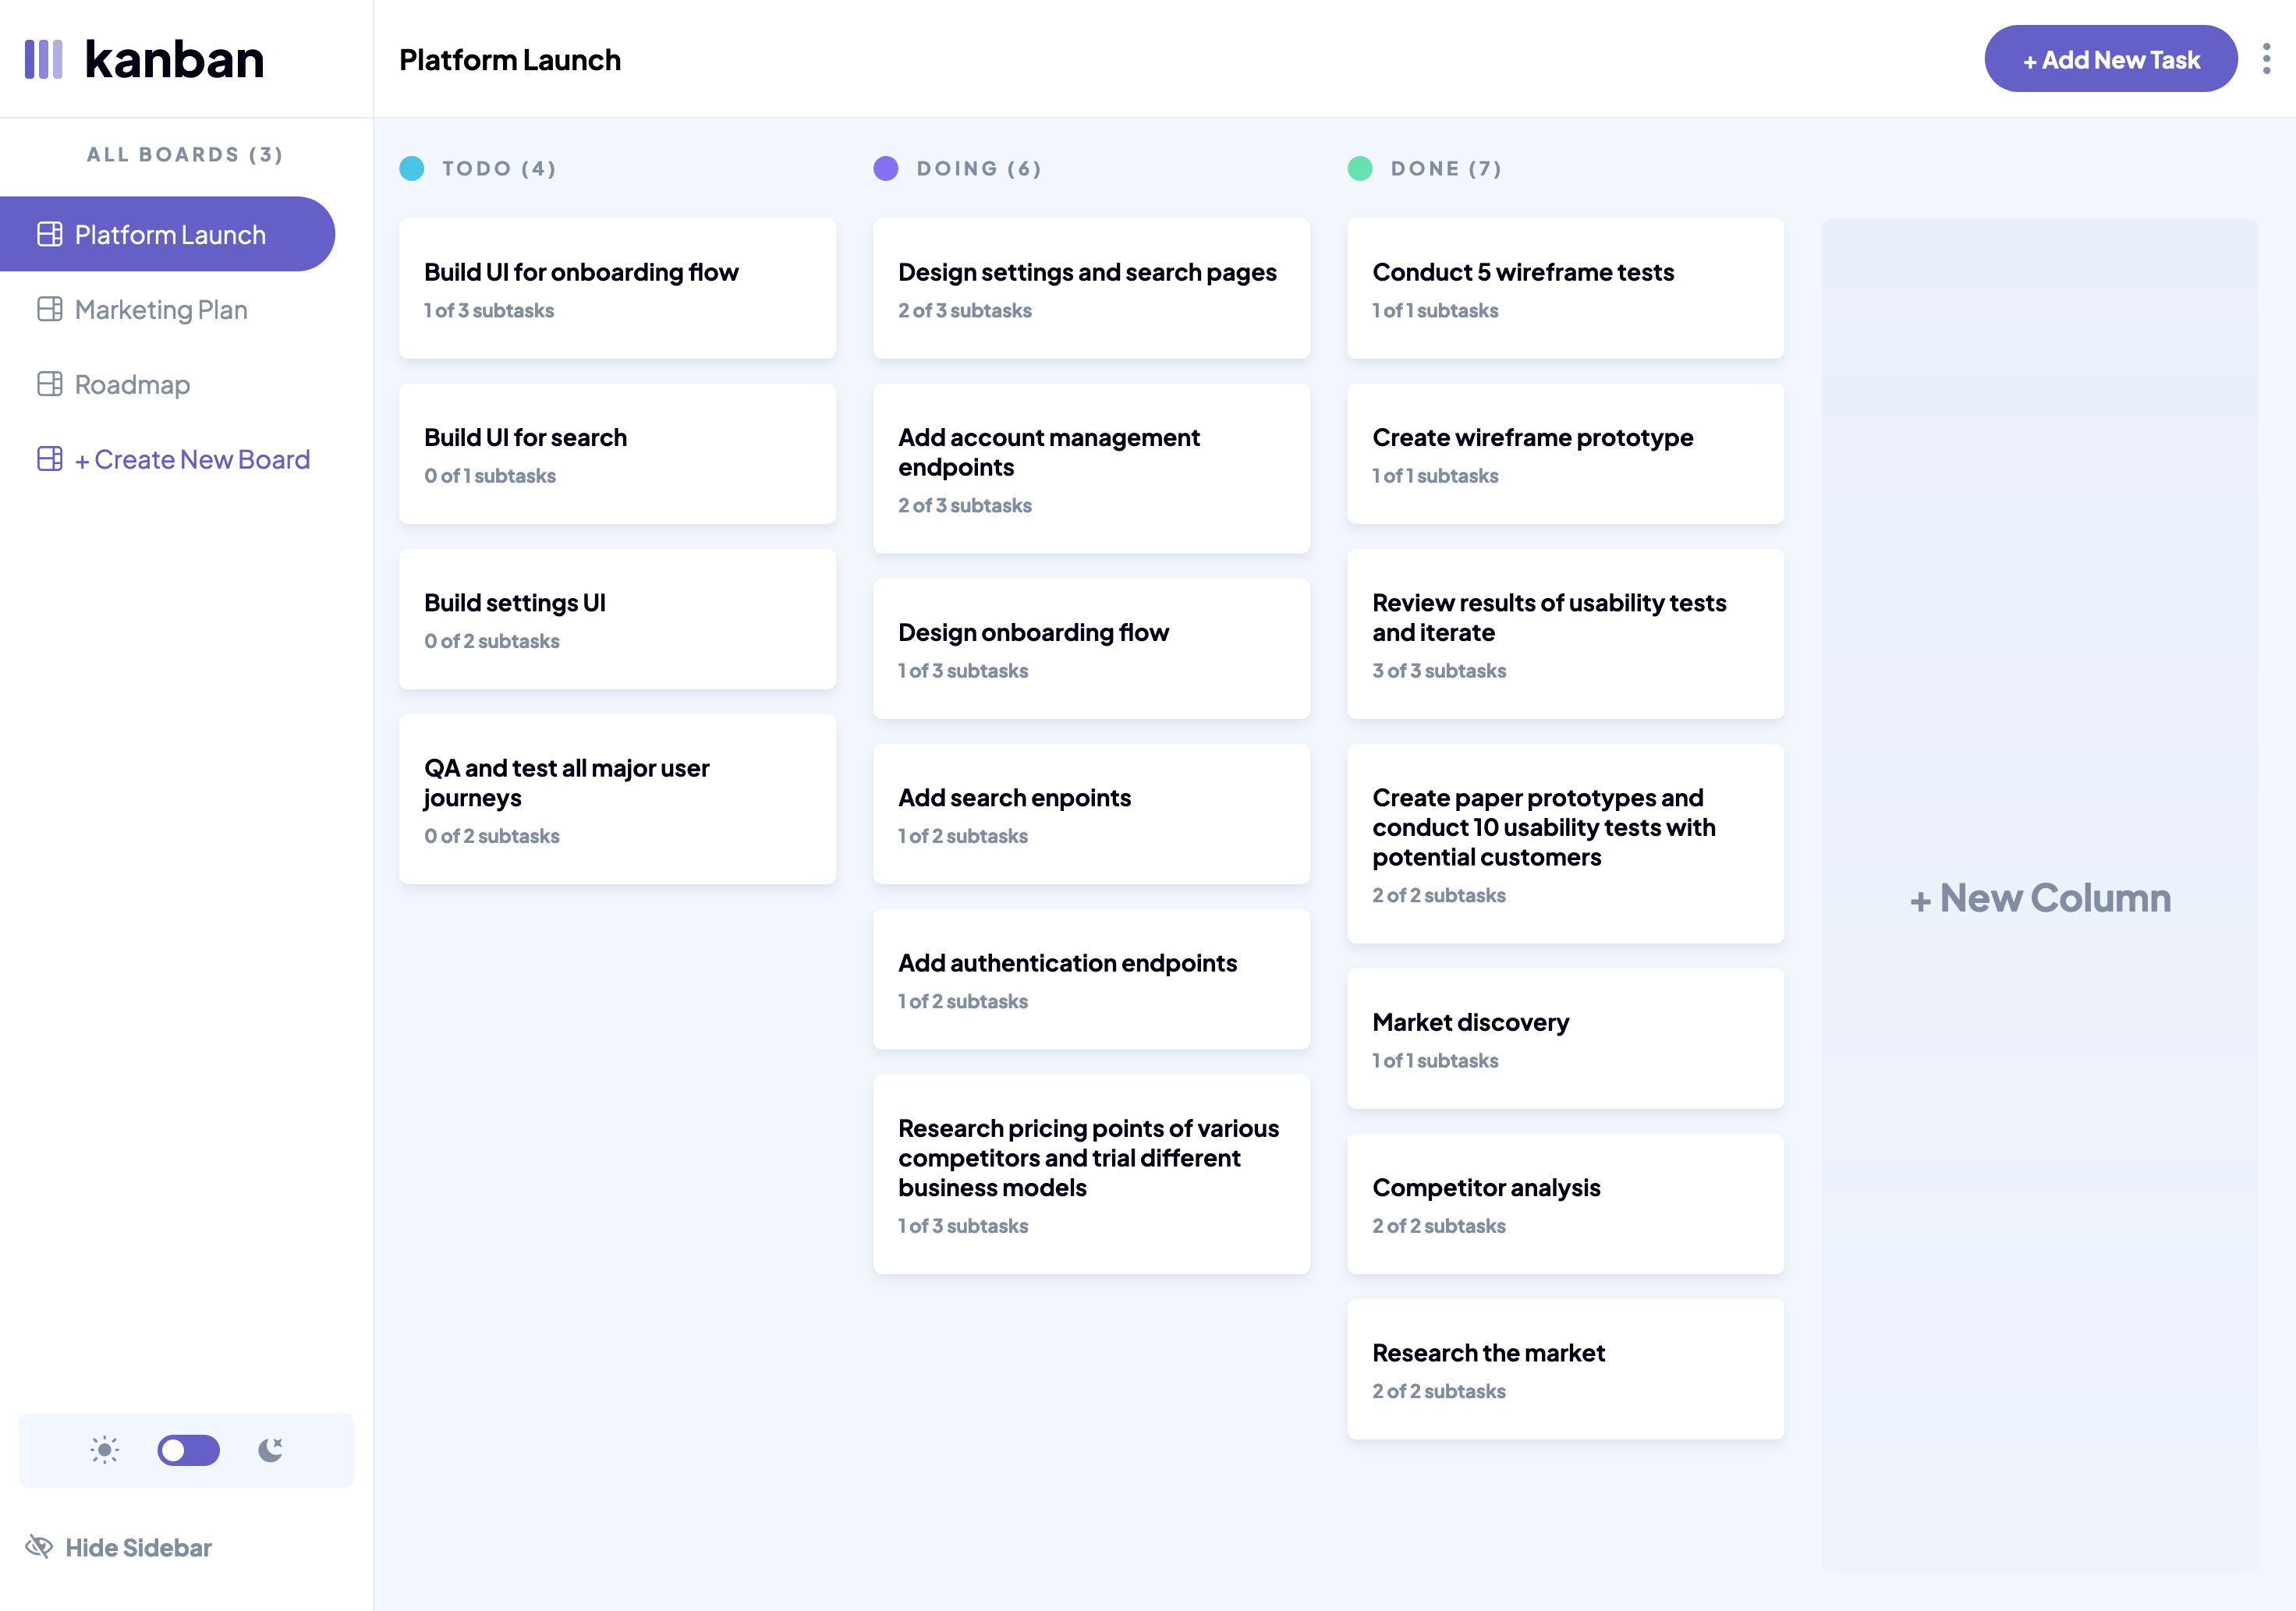 kanban
Platform Launch
+ Add New Task
ALL BOARDS (3)
Platform Launch
Marketing Plan
Roadmap
+ Create New Board
Hide Sidebar
TODO (4)
Build UI for onboarding flow
1 of 3 subtasks
Build UI for search
0 of 1 subtasks
Build settings UI
0 of 2 subtasks
QA and test all major user
journeys
0 of 2 subtasks
DOING (6)
Design settings and search pages
2 of 3 subtasks
Add account management
endpoints
2 of 3 subtasks
Design onboarding flow
1 of 3 subtasks
Add search enpoints
1 of 2 subtasks
Add authentication endpoints
1 of 2 subtasks
Research pricing points of various
competitors and trial different
business models
1 of 3 subtasks
DONE (7)
Conduct 5 wireframe tests
1 of 1 subtasks
Create wireframe prototype
1 of 1 subtasks
Review results of usability tests
and iterate
3 of 3 subtasks
Create paper prototypes and
conduct 10 usability tests with
potential customers
2 of 2 subtasks
Market discovery
1 of 1 subtasks
Competitor analysis
2 of 2 subtasks
Research the market
2 of 2 subtasks
+ New Column